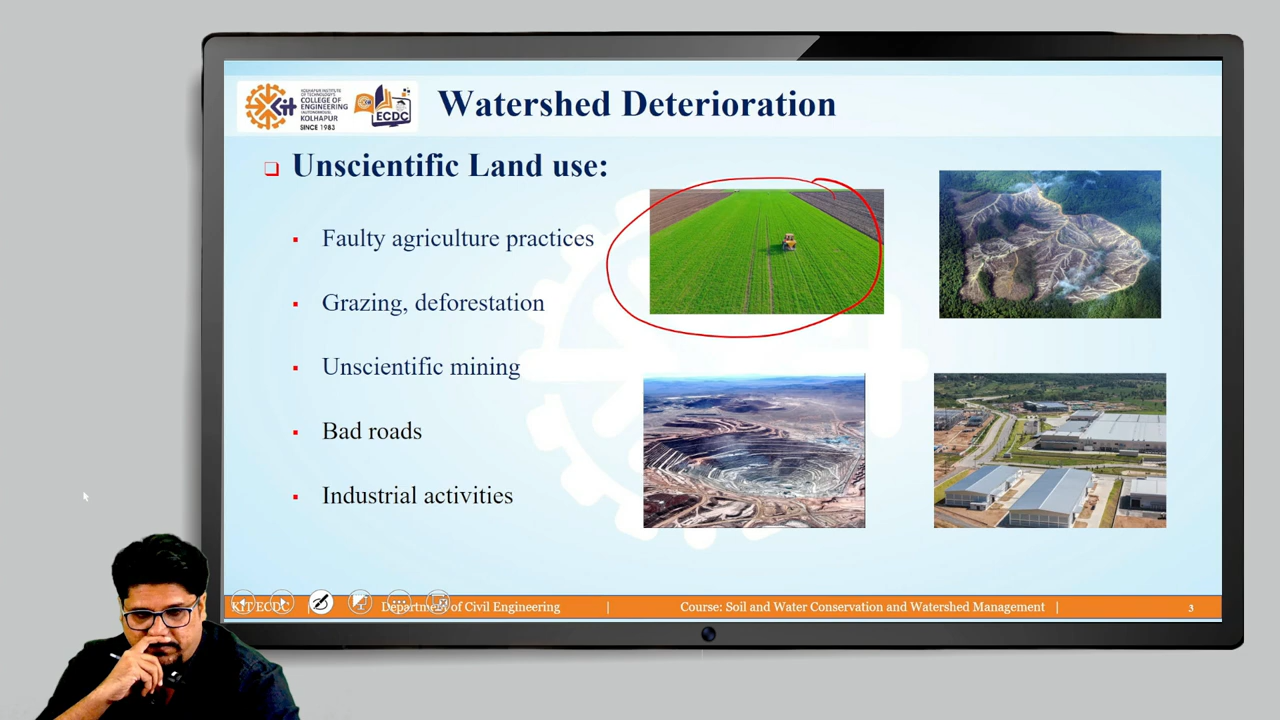 KOLHAPUR INSTITUTE
OF TECHNOLOGY'S
COLLEGE OF
ENGINEERING
(AUTONOMOUS),
KOLHAPUR
SINCE 1983
Kit
ECDC
Watershed Deterioration
Unscientific Land use:
Faulty agriculture practices
Grazing, deforestation
Unscientific mining
Bad roads
Industrial activities
KIT ECDC | Department of Civil Engineering | Course: Soil and Water Conservation and Watershed Management | 3